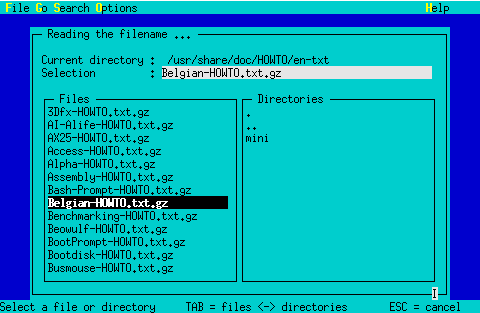 File Go Search Options Help
Reading the filename ...
Current directory : /usr/share/doc/HOWTO/en-txt
Selection : Belgian-HOWTO.txt.gz
Files
3Dfx-HOWTO.txt.gz
AI-Alife-HOWTO.txt.gz
AX25-HOWTO.txt.gz
Access-HOWTO.txt.gz
Alpha-HOWTO.txt.gz
Assembly-HOWTO.txt.gz
Bash-Prompt-HOWTO.txt.gz
Belgian-HOWTO.txt.gz
Benchmarking-HOWTO.txt.gz
Beowulf-HOWTO.txt.gz
BootPrompt-HOWTO.txt.gz
Bootdisk-HOWTO.txt.gz
Busmouse-HOWTO.txt.gz
Directories
.
..
mini
Select a file or directory TAB = files <-> directories ESC = cancel